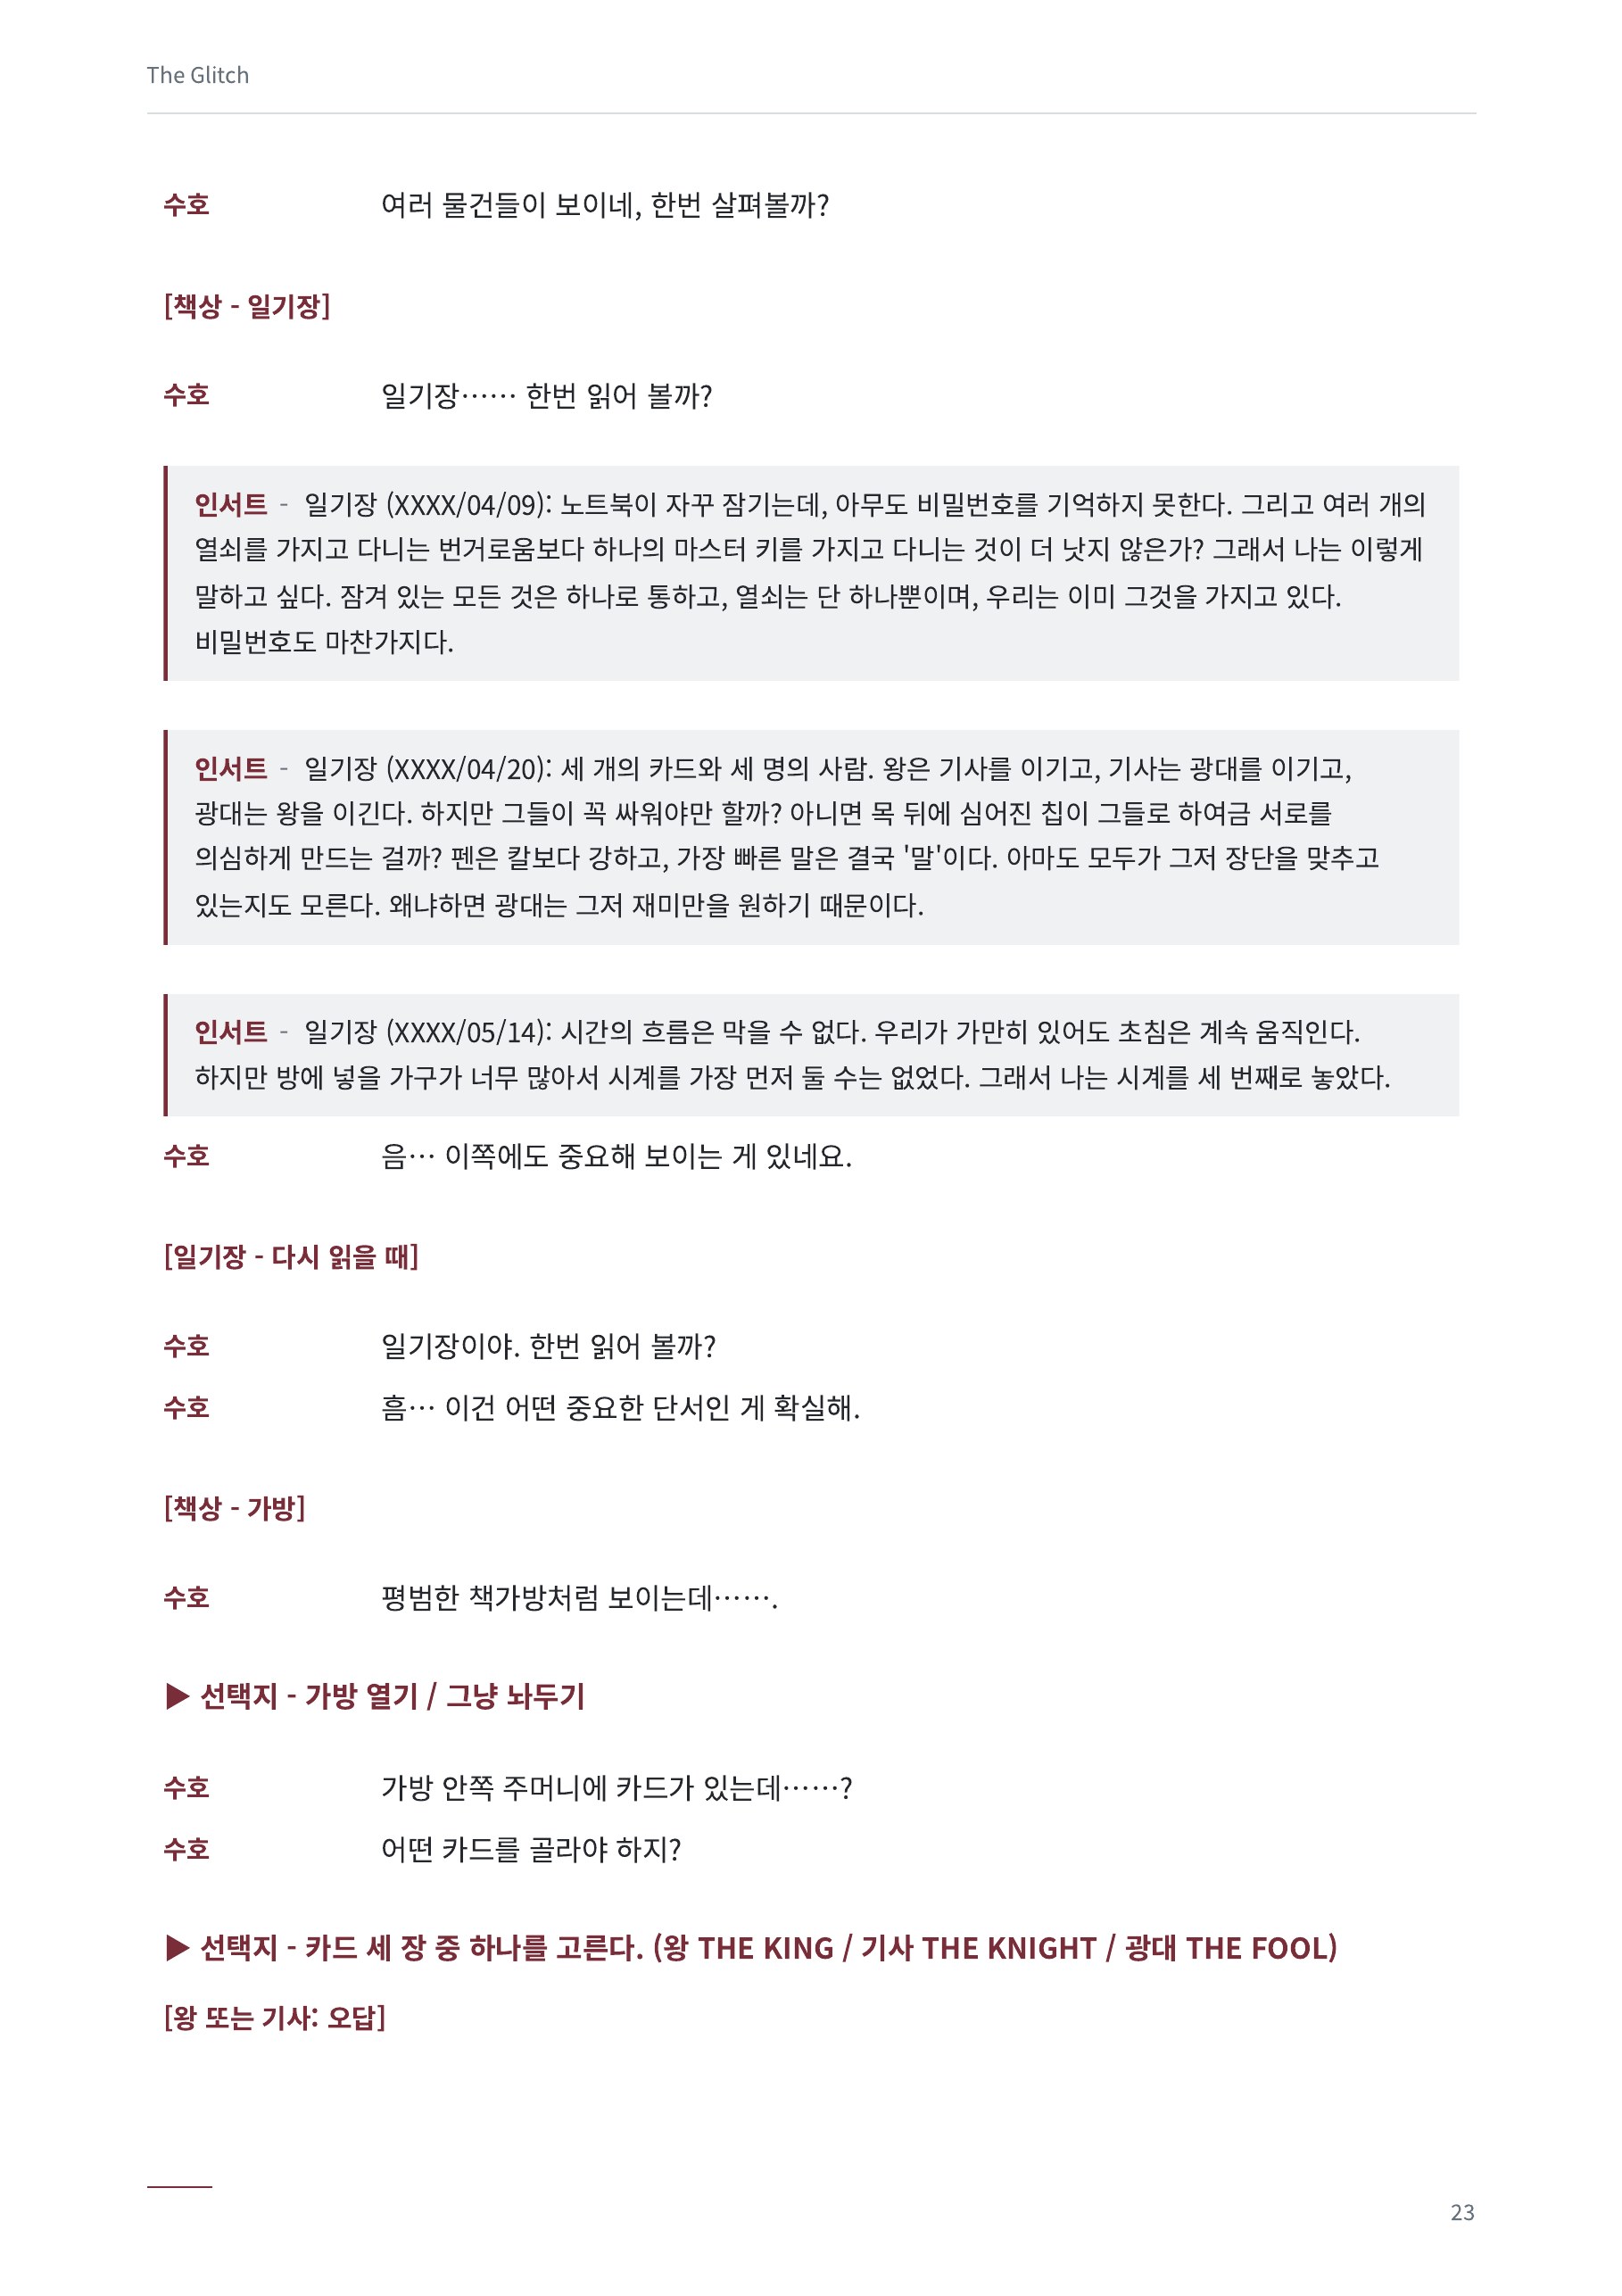 The Glitch
수호 여러 물건들이 보이네, 한번 살펴볼까?
[책상 - 일기장]
수호 일기장…… 한번 읽어 볼까?
인서트 - 일기장 (XXXX/04/09): 노트북이 자꾸 잠기는데, 아무도 비밀번호를 기억하지 못한다. 그리고 여러 개의
열쇠를 가지고 다니는 번거로움보다 하나의 마스터 키를 가지고 다니는 것이 더 낫지 않은가? 그래서 나는 이렇게
말하고 싶다. 잠겨 있는 모든 것은 하나로 통하고, 열쇠는 단 하나뿐이며, 우리는 이미 그것을 가지고 있다.
비밀번호도 마찬가지다.
인서트 - 일기장 (XXXX/04/20): 세 개의 카드와 세 명의 사람. 왕은 기사를 이기고, 기사는 광대를 이기고,
광대는 왕을 이긴다. 하지만 그들이 꼭 싸워야만 할까? 아니면 목 뒤에 심어진 칩이 그들로 하여금 서로를
의심하게 만드는 걸까? 펜은 칼보다 강하고, 가장 빠른 말은 결국 '말'이다. 아마도 모두가 그저 장단을 맞추고
있는지도 모른다. 왜냐하면 광대는 그저 재미만을 원하기 때문이다.
인서트 - 일기장 (XXXX/05/14): 시간의 흐름은 막을 수 없다. 우리가 가만히 있어도 초침은 계속 움직인다.
하지만 방에 넣을 가구가 너무 많아서 시계를 가장 먼저 둘 수는 없었다. 그래서 나는 시계를 세 번째로 놓았다.
수호 음… 이쪽에도 중요해 보이는 게 있네요.
[일기장 - 다시 읽을 때]
수호 일기장이야. 한번 읽어 볼까?
수호 흠… 이건 어떤 중요한 단서인 게 확실해.
[책상 - 가방]
수호 평범한 책가방처럼 보이는데…….
▶ 선택지 - 가방 열기 / 그냥 놔두기
수호 가방 안쪽 주머니에 카드가 있는데……?
수호 어떤 카드를 골라야 하지?
▶ 선택지 - 카드 세 장 중 하나를 고른다. (왕 THE KING / 기사 THE KNIGHT / 광대 THE FOOL)
[왕 또는 기사: 오답]
23